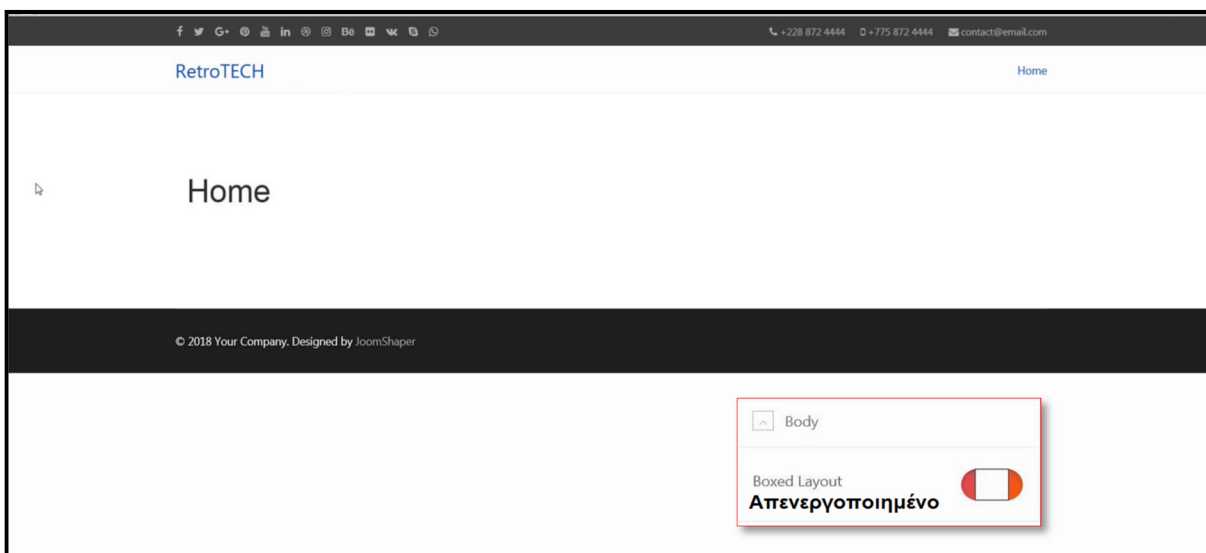 +228 872 4444 +775 872 4444 contact@email.com
RetroTECH Home
Home
© 2018 Your Company. Designed by JoomShaper
Body
Boxed Layout
Απενεργοποιημένο